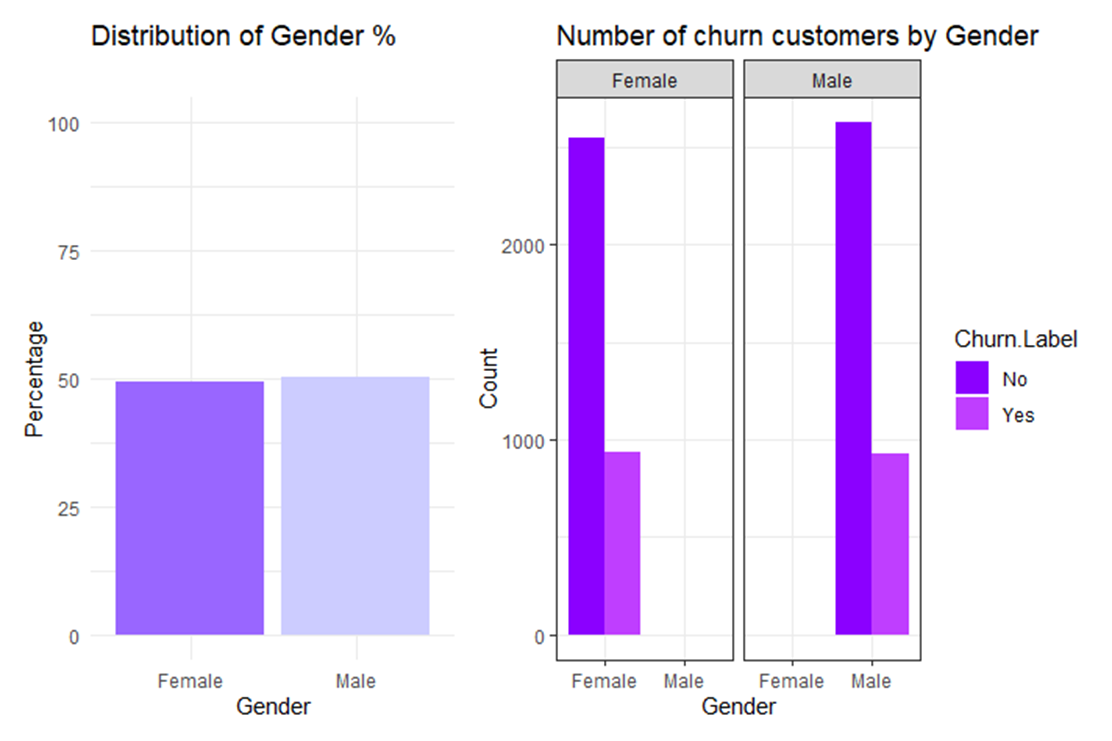 Distribution of Gender %
100
75
50
25
0
Percentage
Female Male
Gender
Number of churn customers by Gender
Female Male
2000
1000
0
Count
Female Male Female Male
Gender
Churn.Label
No
Yes